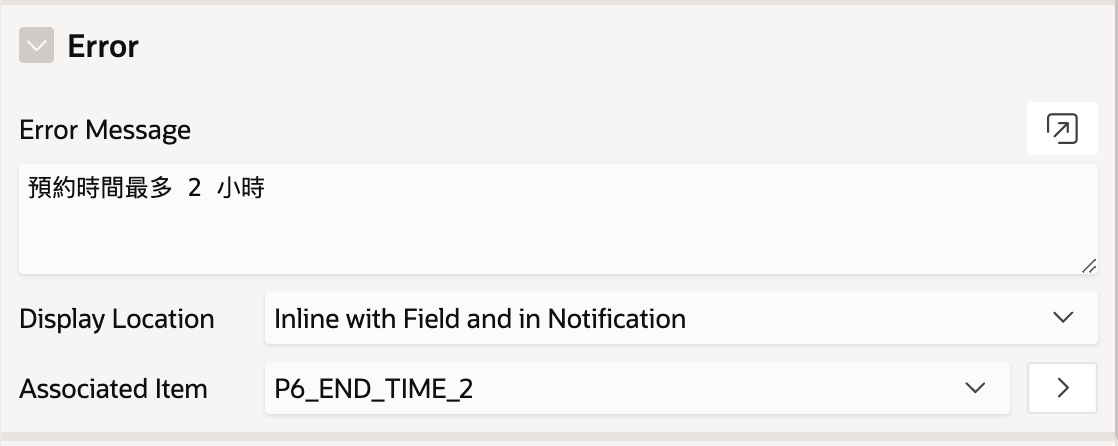 Error
Error Message
預約時間最多 2 小時
Display Location Inline with Field and in Notification
Associated Item P6_END_TIME_2